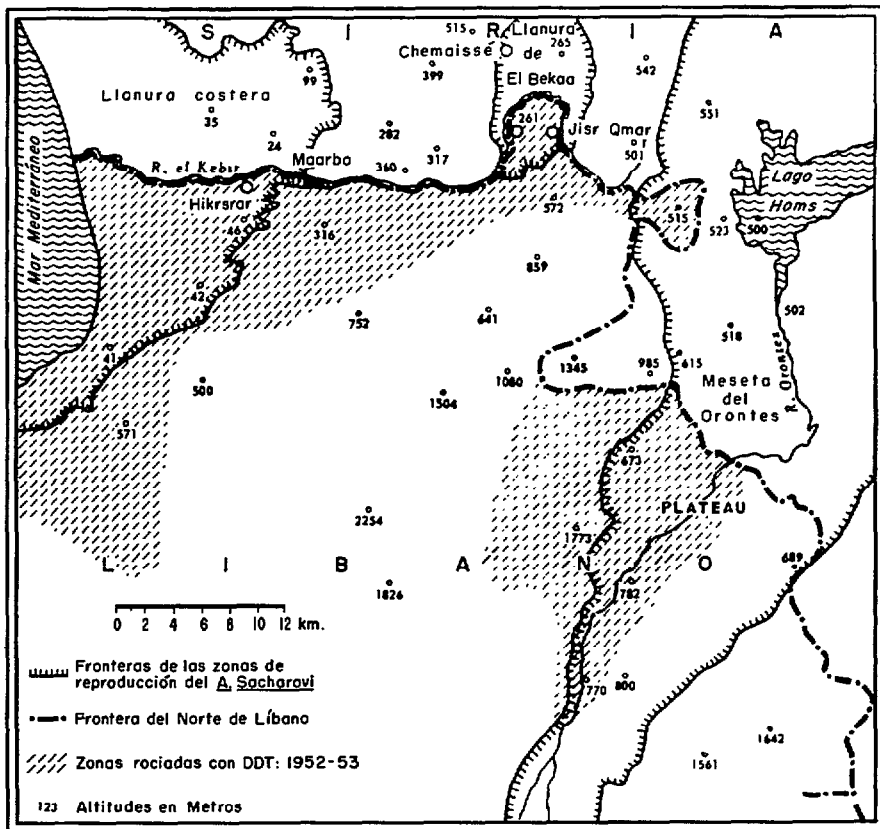 S I R I A
515
Llanura
de
El Bekaa
265
Chemaisse
399
99
542
551
Llanura costera
35
24
282
317
360
261
Jisr Qmar
501
Maarba
R. el Kebir
Hikrsrar
Mar Mediterráneo
Lago
Homs
500
523
515
572
46
316
859
42
752
641
502
518
41
500
1504
1080
1345
985
615
Meseta
del
Orontes
R. Orontes
571
673
PLATEAU
2254
1773
L I B A N O
689
1826
782
0 2 4 6 8 10 12 km.
770
800
1642
1561
Fronteras de las zonas de
reproducción del A. Sacharovi
Frontera del Norte de Líbano
Zonas rociadas con DDT: 1952-53
123 Altitudes en Metros